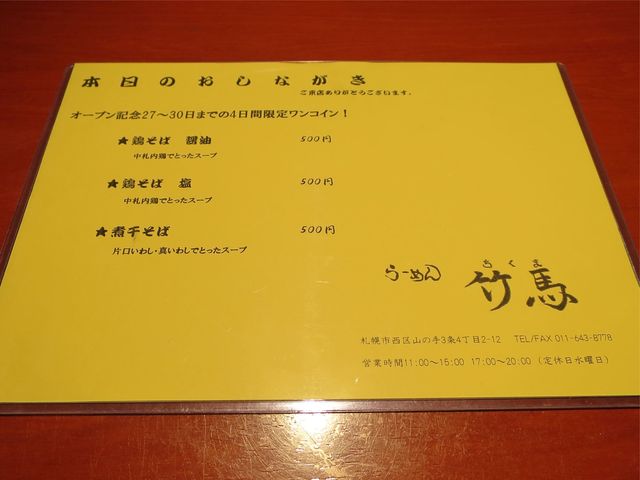 本日のおしながき
ご来店ありがとうございます。
オープン記念27～30日までの4日間限定ワンコイン！
★鶏そば 醤油 500円
中札内鶏でとったスープ
★鶏そば 塩 500円
中札内鶏でとったスープ
★煮干そば 500円
片口いわし・真いわしでとったスープ
ちくま
らーめん 竹馬
札幌市西区山の手3条4丁目2-12 TEL/FAX 011-643-8778
営業時間11:00～15:00 17:00～20:00 （定休日水曜日）